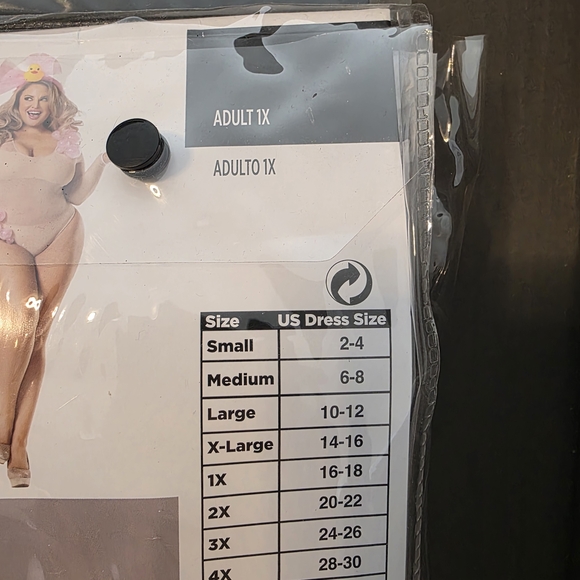 ADULT 1X
ADULTO 1X
Size US Dress Size
Small 2-4
Medium 6-8
Large 10-12
X-Large 14-16
1X 16-18
2X 20-22
3X 24-26
4X 28-30